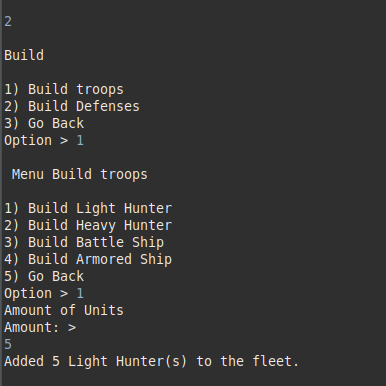 2
Build
1) Build troops
2) Build Defenses
3) Go Back
Option > 1
Menu Build troops
1) Build Light Hunter
2) Build Heavy Hunter
3) Build Battle Ship
4) Build Armored Ship
5) Go Back
Option > 1
Amount of Units
Amount: >
5
Added 5 Light Hunter(s) to the fleet.